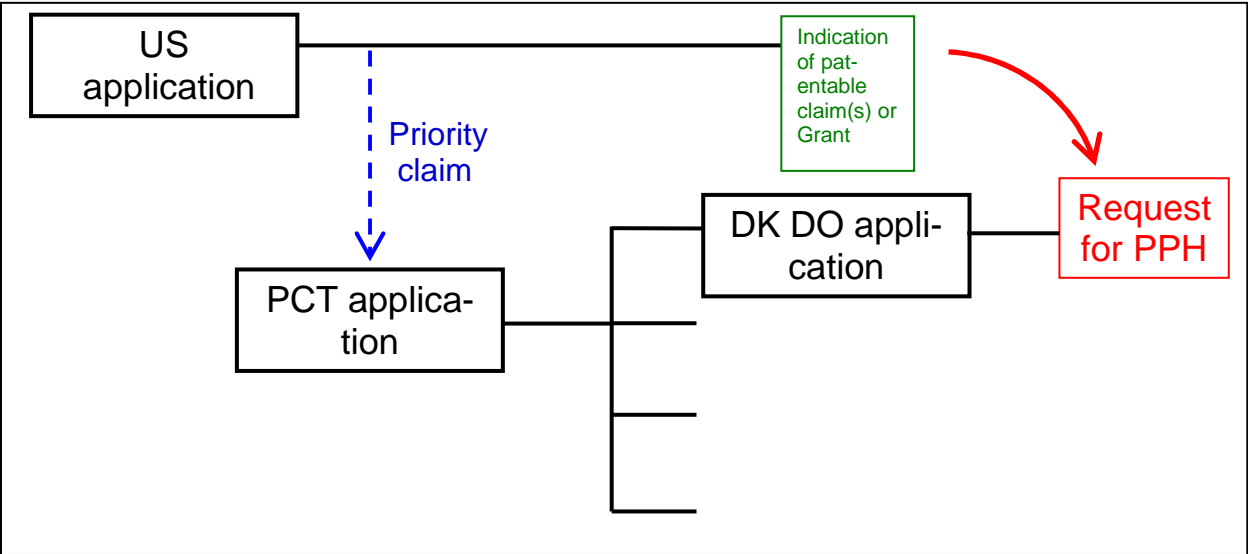 US
application
Indication
of pat-
entable
claim(s) or
Grant
Priority
claim
DK DO appli-
cation
Request
for PPH
PCT applica-
tion